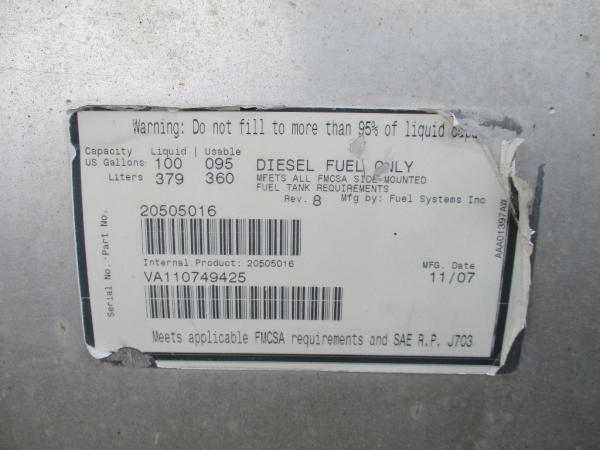 Warning: Do not fill to more than 95% of liquid
Capacity Liquid | Usable
US Gallons 100 095
Liters 379 360
DIESEL FUEL ONLY
MEETS ALL FMCSA SIDE-MOUNTED
FUEL TANK REQUIREMENTS
Rev. 8 Mfg by: Fuel Systems Inc
Serial No.·Part No.
20505016
Internal.Product: 20505016
VA110749425
MFG. Date
11/07
AAA01397AW
Meets applicable FMCSA requirements and SAE R.P. J703